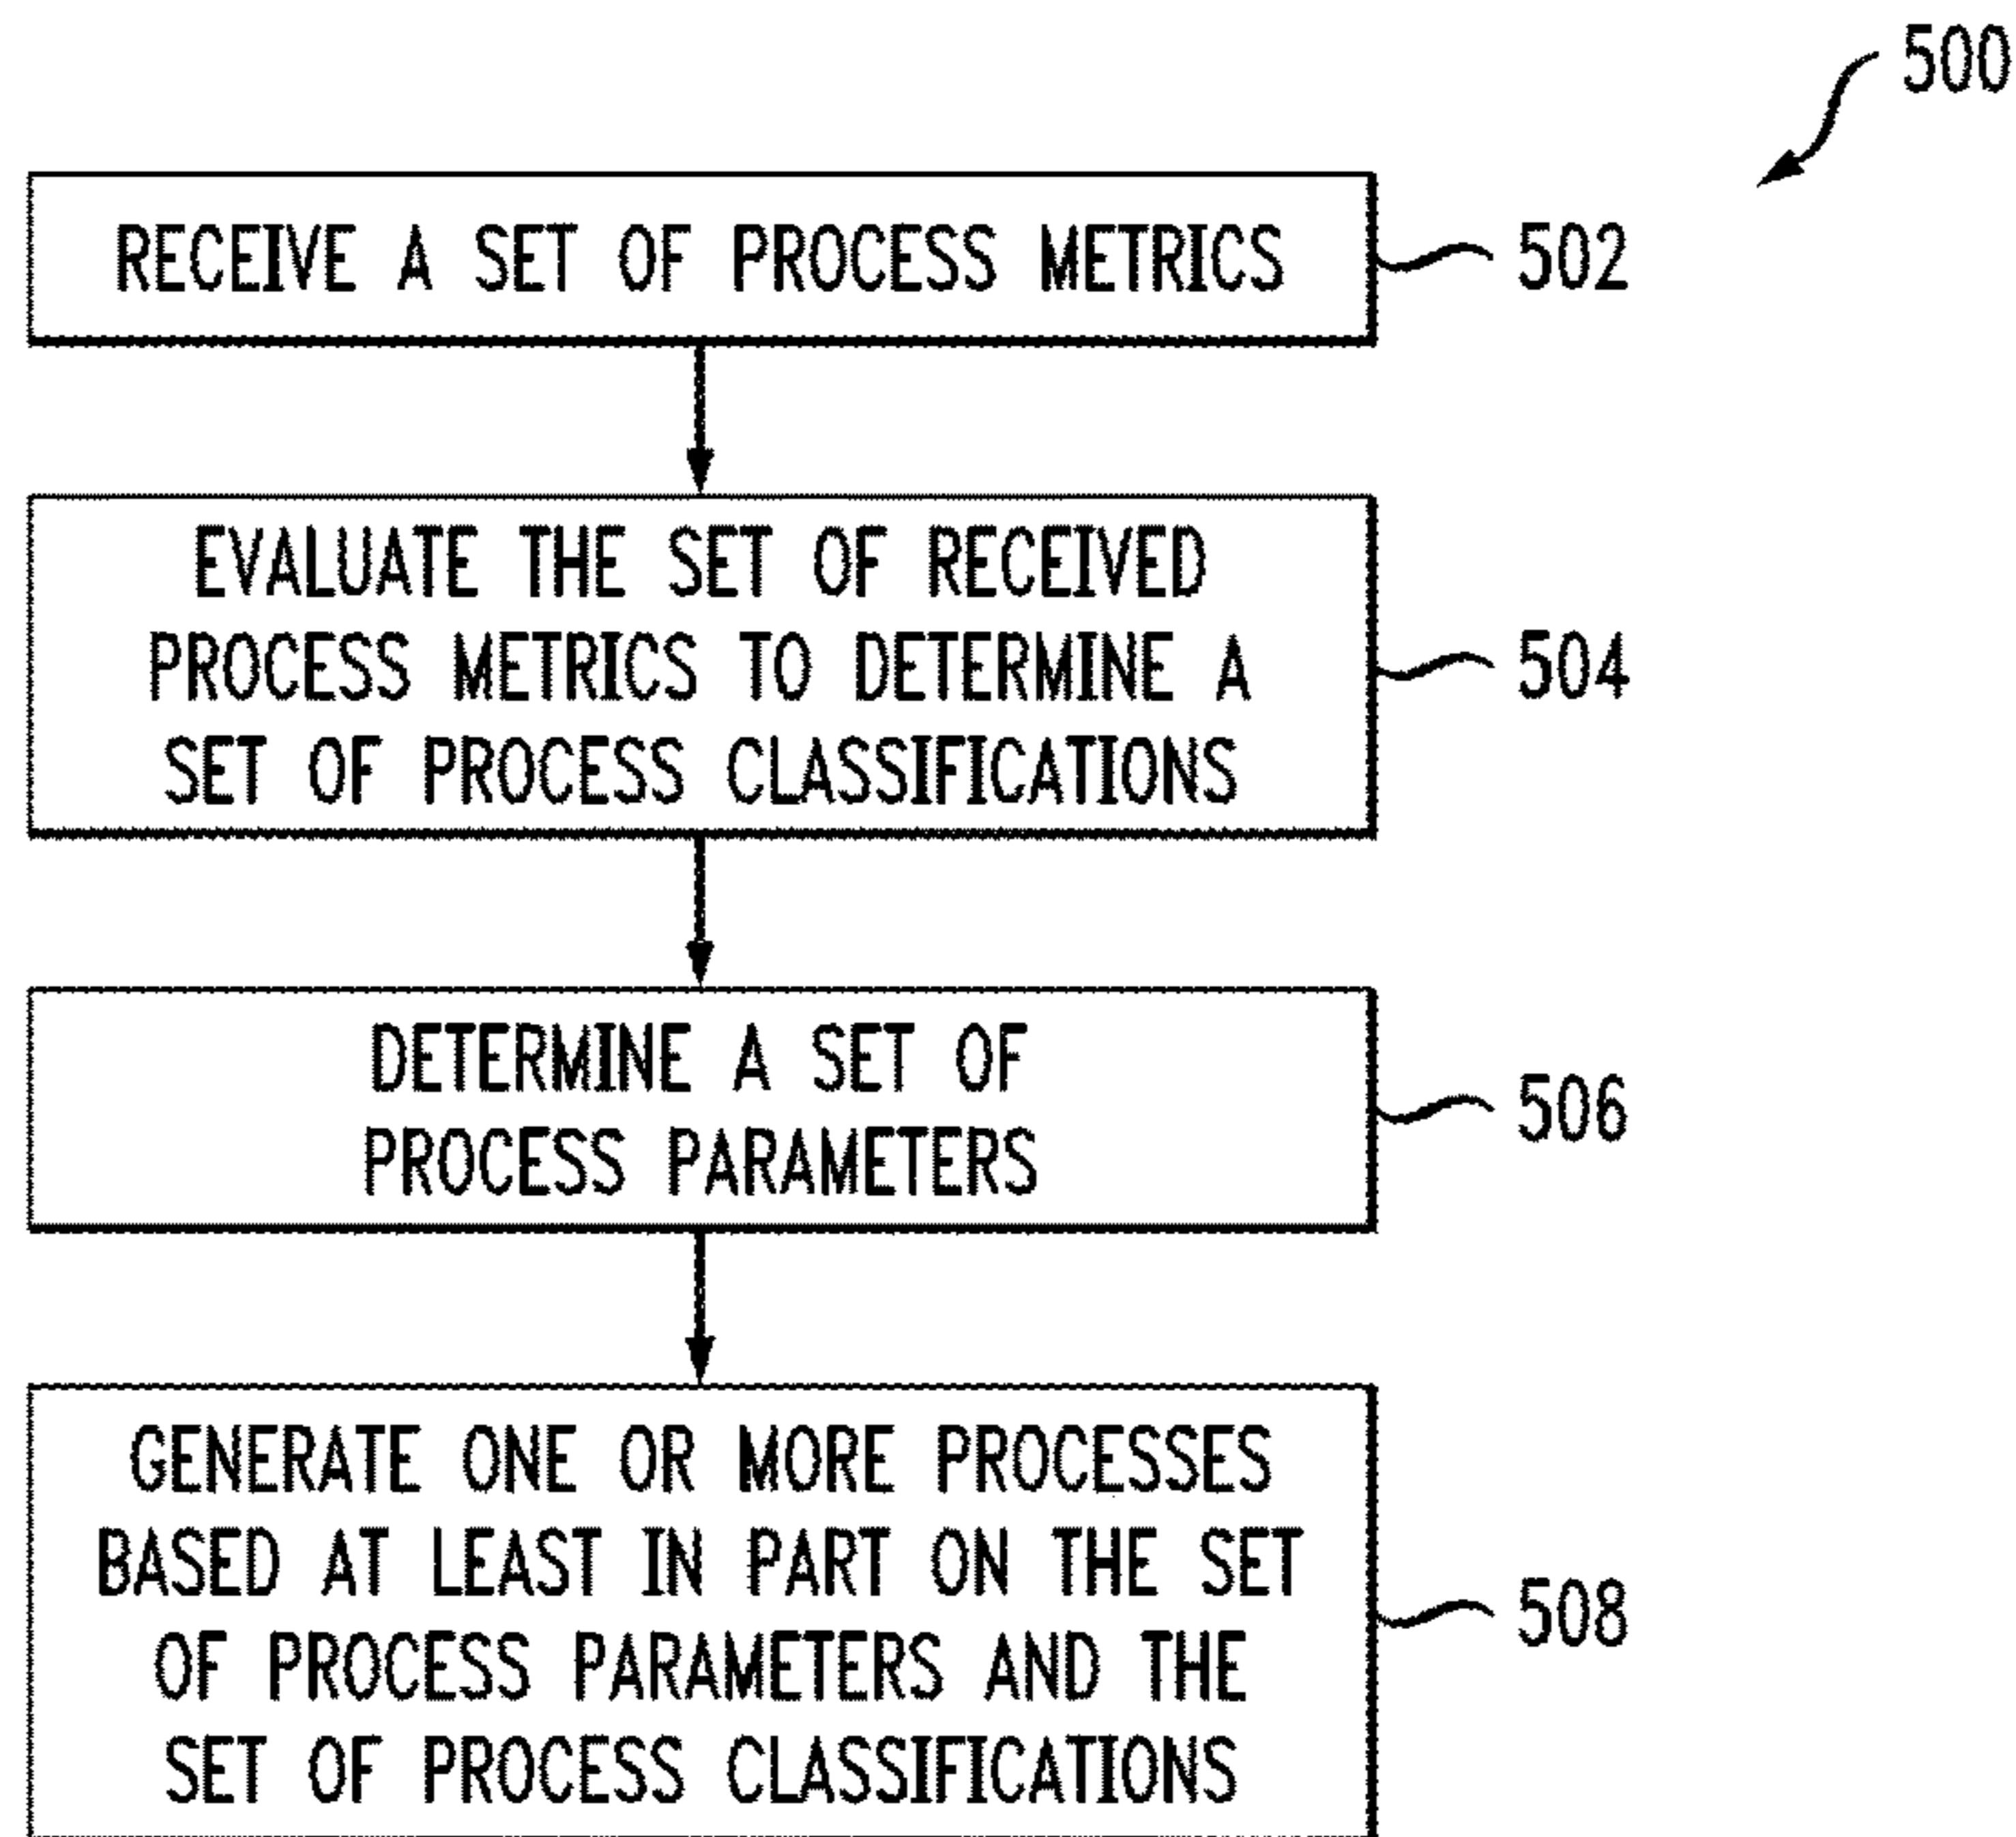 500
RECEIVE A SET OF PROCESS METRICS
502
EVALUATE THE SET OF RECEIVED
PROCESS METRICS TO DETERMINE A
SET OF PROCESS CLASSIFICATIONS
504
DETERMINE A SET OF
PROCESS PARAMETERS
506
GENERATE ONE OR MORE PROCESSES
BASED AT LEAST IN PART ON THE SET
OF PROCESS PARAMETERS AND THE
SET OF PROCESS CLASSIFICATIONS
508